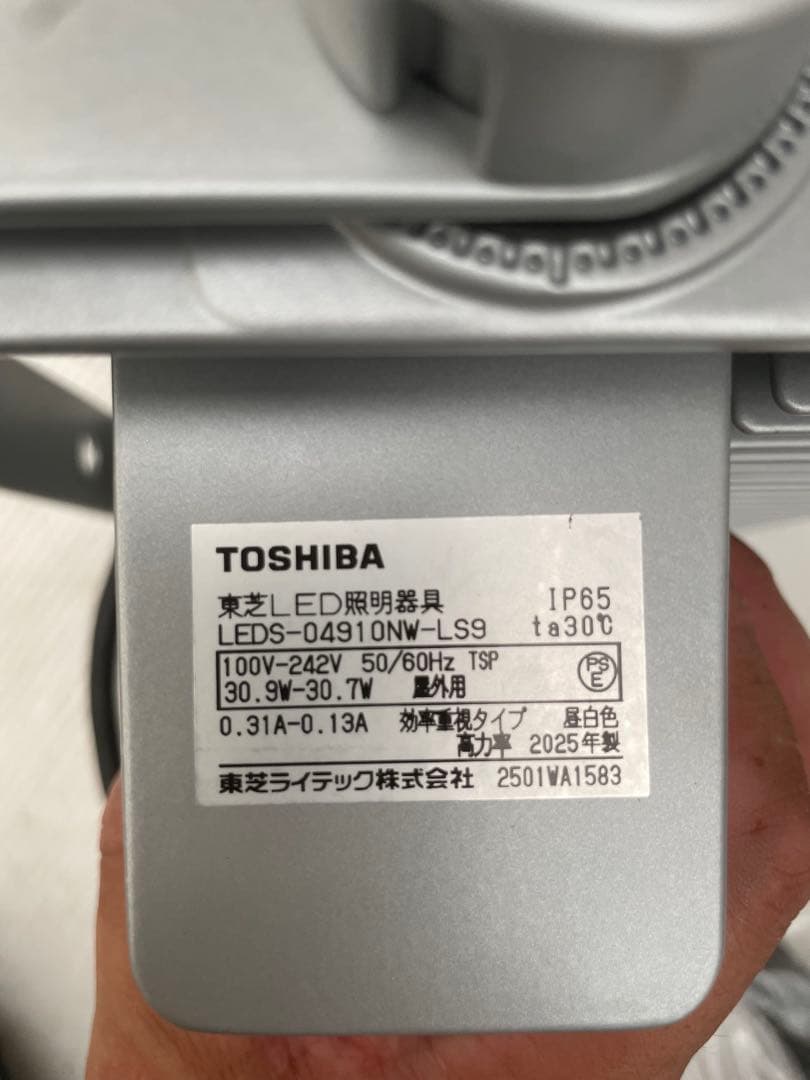 TOSHIBA
東芝LED照明器具 IP65
LEDS-04910NW-LS9 ta30℃
100V-242V 50/60Hz TSP PSE
30.9W-30.7W 屋外用
0.31A-0.13A 効率重視タイプ 昼白色
高力率 2025年製
東芝ライテック株式会社 2501WA1583